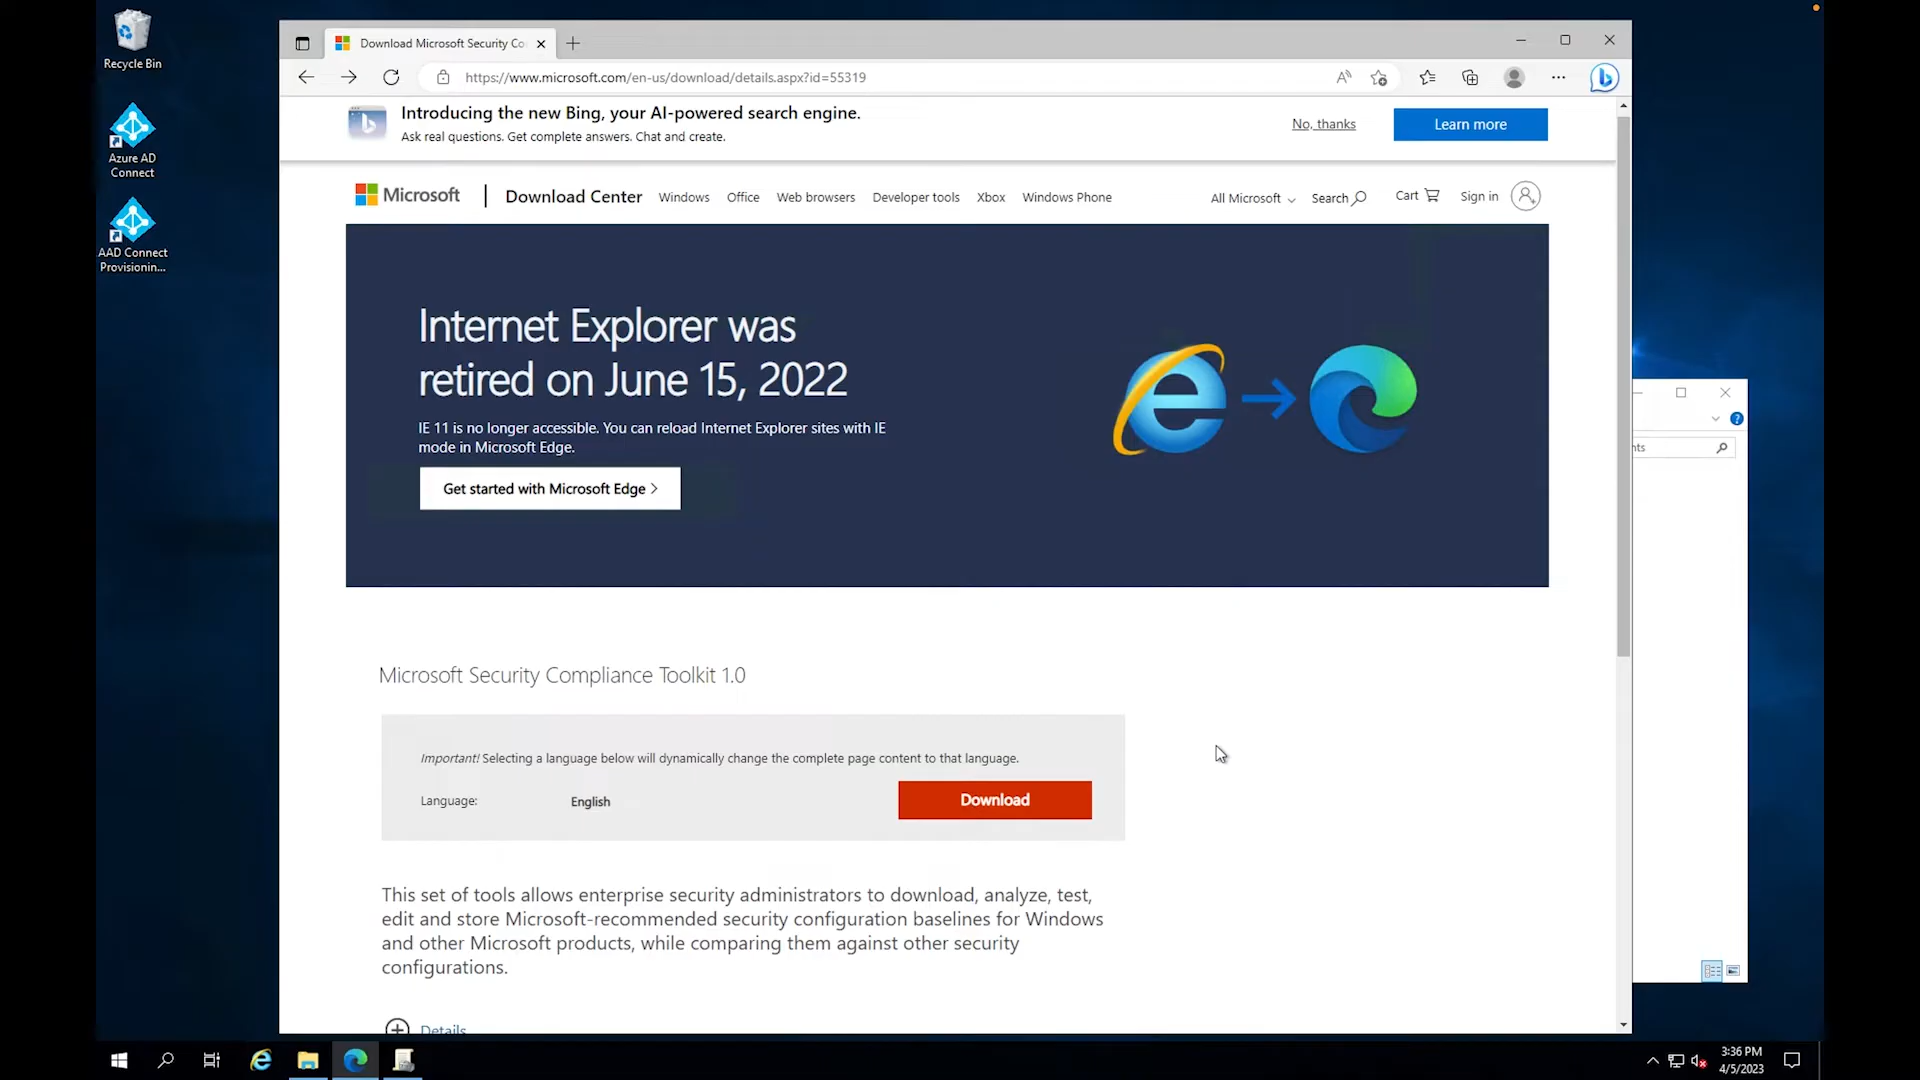 Recycle Bin
Azure AD
Connect
AAD Connect
Provisionin...
Download Microsoft Security Co
https://www.microsoft.com/en-us/download/details.aspx?id=55319
Introducing the new Bing, your AI-powered search engine.
Ask real questions. Get complete answers. Chat and create.
No, thanks
Learn more
Microsoft
Download Center
Windows
Office
Web browsers
Developer tools
Xbox
Windows Phone
All Microsoft
Search
Cart
Sign in
Internet Explorer was
retired on June 15, 2022
IE 11 is no longer accessible. You can reload Internet Explorer sites with IE
mode in Microsoft Edge.
Get started with Microsoft Edge >
nts
Microsoft Security Compliance Toolkit 1.0
Important! Selecting a language below will dynamically change the complete page content to that language.
Language:
English
Download
This set of tools allows enterprise security administrators to download, analyze, test,
edit and store Microsoft-recommended security configuration baselines for Windows
and other Microsoft products, while comparing them against other security
configurations.
Details
3:36 PM
4/5/2023